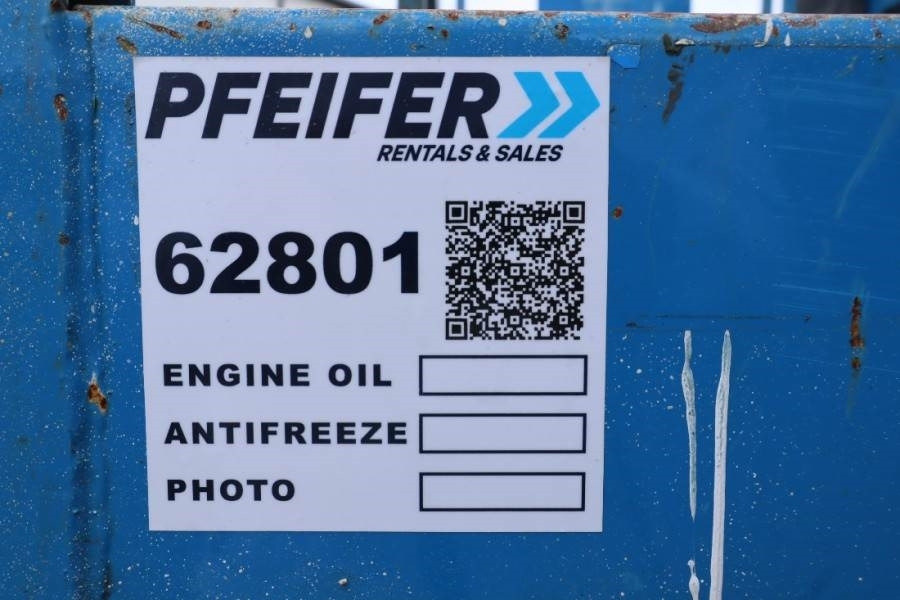 PFEIFER
RENTALS & SALES
62801
ENGINE OIL
ANTIFREEZE
PHOTO